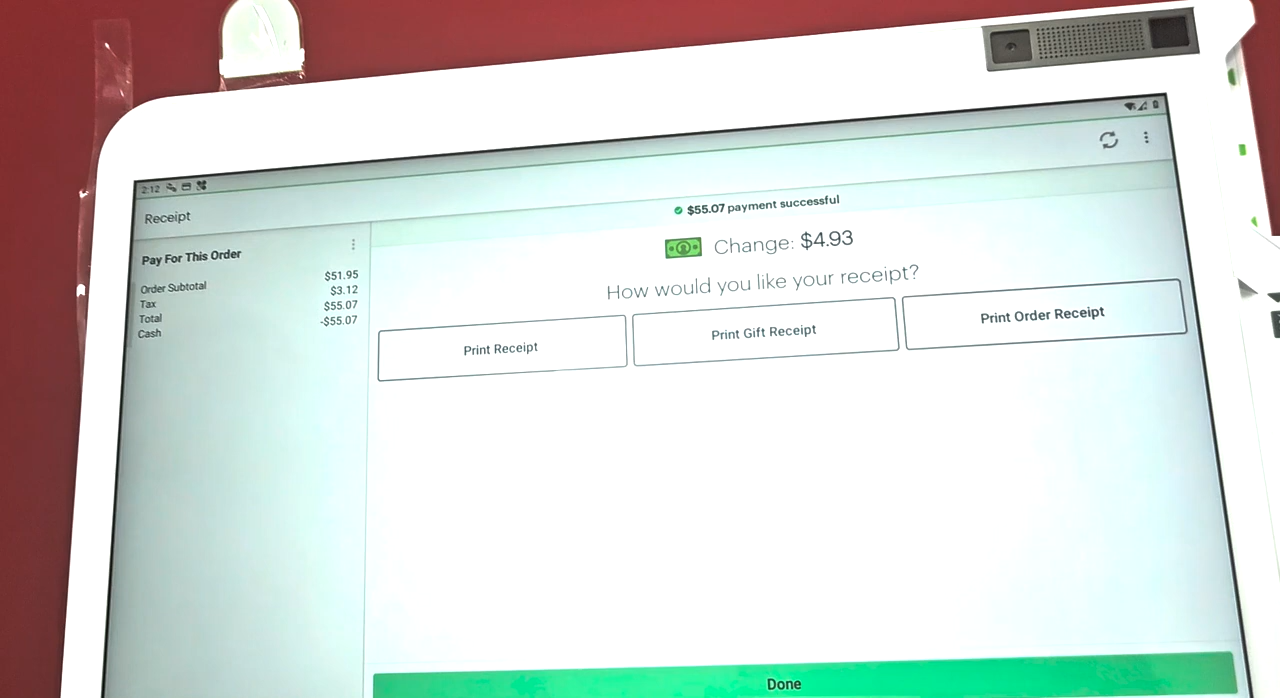 2:12
Receipt
Pay For This Order
Order Subtotal $51.95
Tax $3.12
Total $55.07
Cash -$55.07
$55.07 payment successful
Change: $4.93
How would you like your receipt?
Print Receipt
Print Gift Receipt
Print Order Receipt
Done